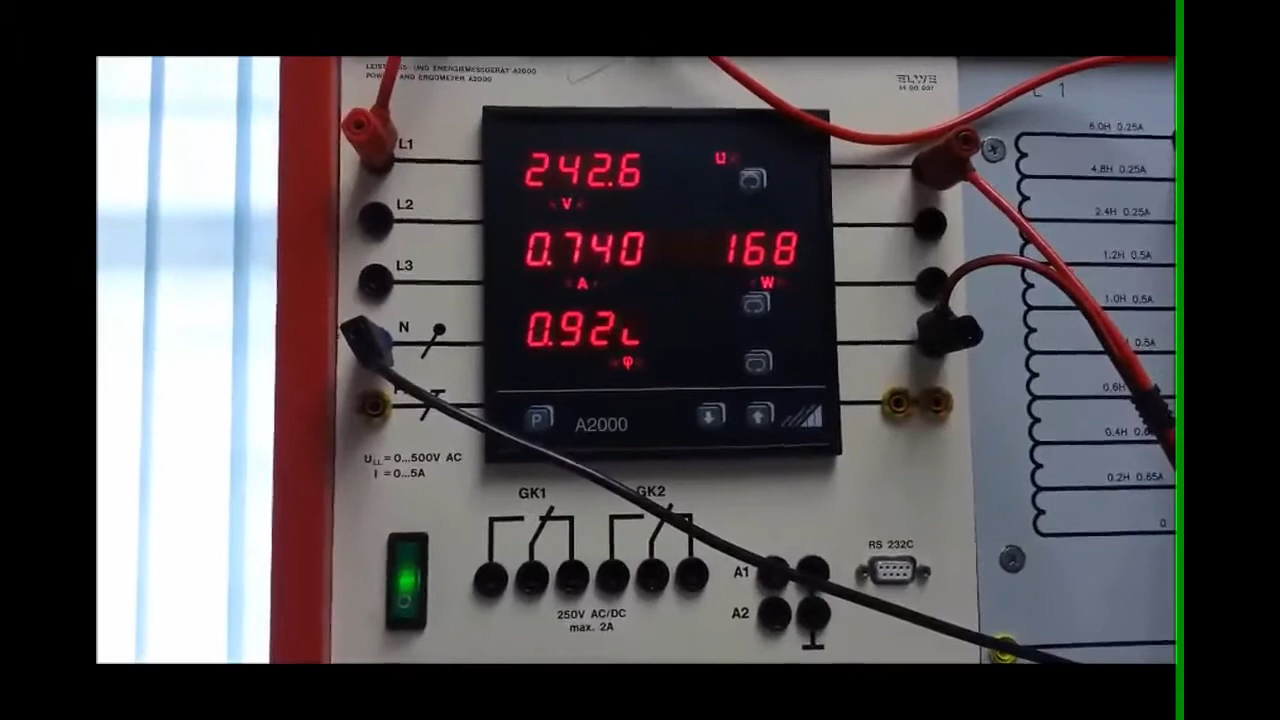 LEISTUNGS- UND ENERGIEMESSGERÄT A2000
POWER AND ERGOMETER A2000
ELWE
L1
L2
L3
N
242.6
V
0.740
A
0.92L
φ
U
168
W
P
A2000
U_LL = 0...500V AC
I = 0...5A
GK1
GK2
250V AC/DC
max. 2A
A1
A2
RS 232C
L 1
6.0H 0.25A
4.8H 0.25A
2.4H 0.25A
1.2H 0.5A
1.0H 0.5A
0.5A
0.6H
0.4H
0.2H 0.65A
0